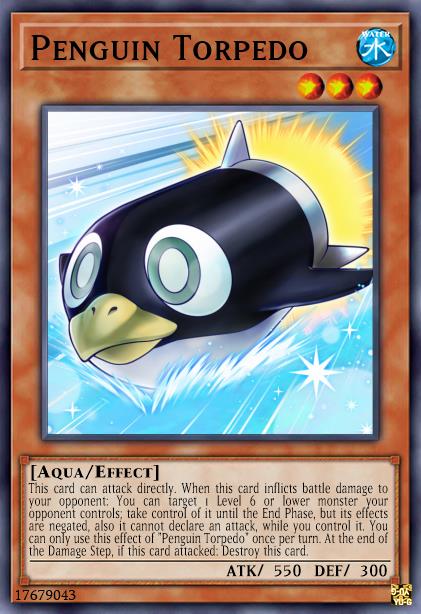 Penguin Torpedo
WATER
水
[Aqua/Effect]
This card can attack directly. When this card inflicts battle damage to
your opponent: You can target 1 Level 6 or lower monster your
opponent controls; take control of it until the End Phase, but its effects
are negated, also it cannot declare an attack, while you control it. You
can only use this effect of "Penguin Torpedo" once per turn. At the end of
the Damage Step, if this card attacked: Destroy this card.
ATK/ 550 DEF/ 300
17679043